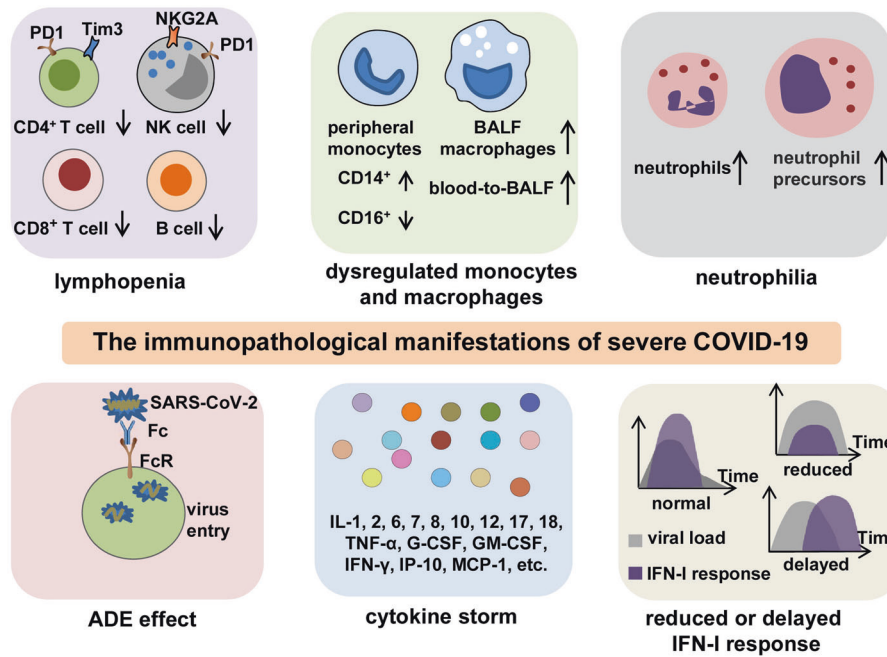 PD1
Tim3
NKG2A
PD1
CD4⁺ T cell
NK cell
CD8⁺ T cell
B cell
lymphopenia
peripheral
monocytes
CD14⁺
CD16⁺
BALF
macrophages
blood-to-BALF
dysregulated monocytes
and macrophages
neutrophils
neutrophil
precursors
neutrophilia
The immunopathological manifestations of severe COVID-19
SARS-CoV-2
Fc
FcR
virus
entry
ADE effect
IL-1, 2, 6, 7, 8, 10, 12, 17, 18,
TNF-α, G-CSF, GM-CSF,
IFN-γ, IP-10, MCP-1, etc.
cytokine storm
Time
normal
Time
reduced
Time
delayed
viral load
IFN-I response
reduced or delayed
IFN-I response